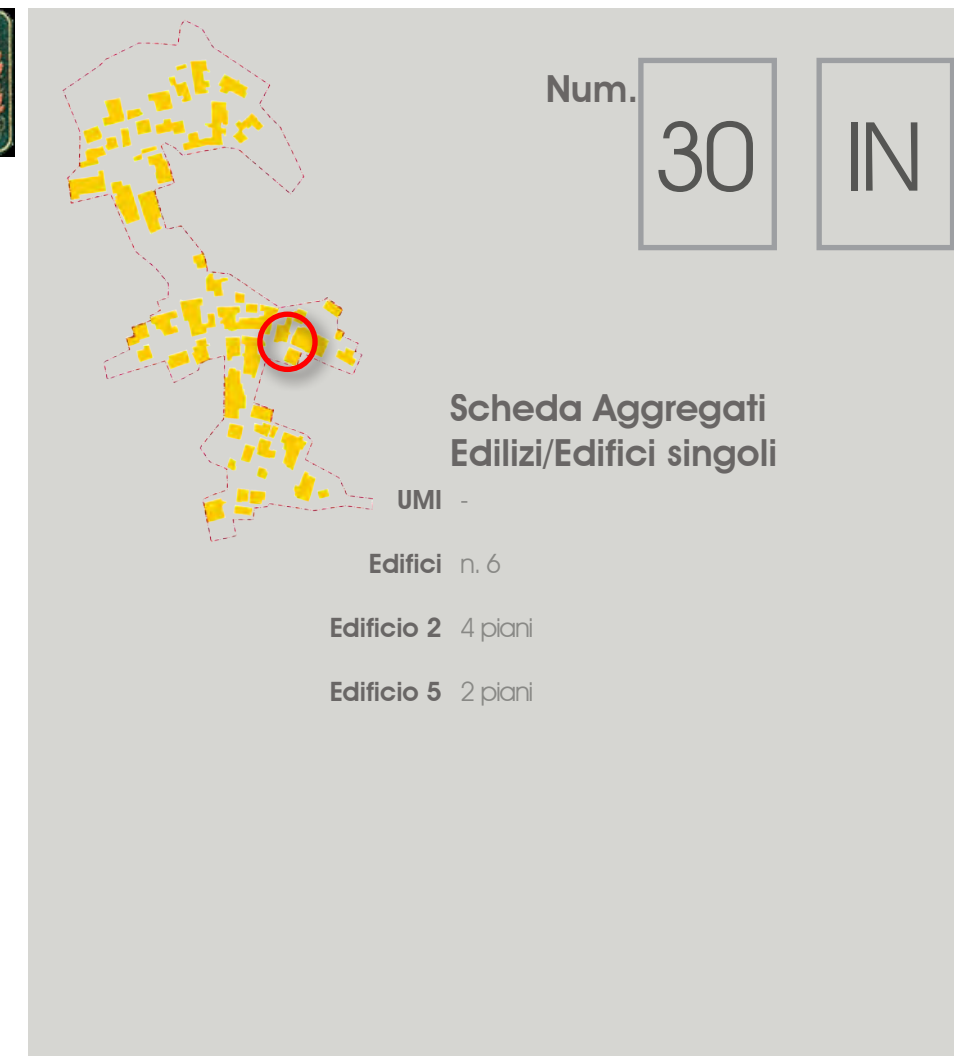 Num.
30 IN
Scheda Aggregati
Edilizi/Edifici singoli
UMI -
Edifici n. 6
Edificio 2 4 piani
Edificio 5 2 piani